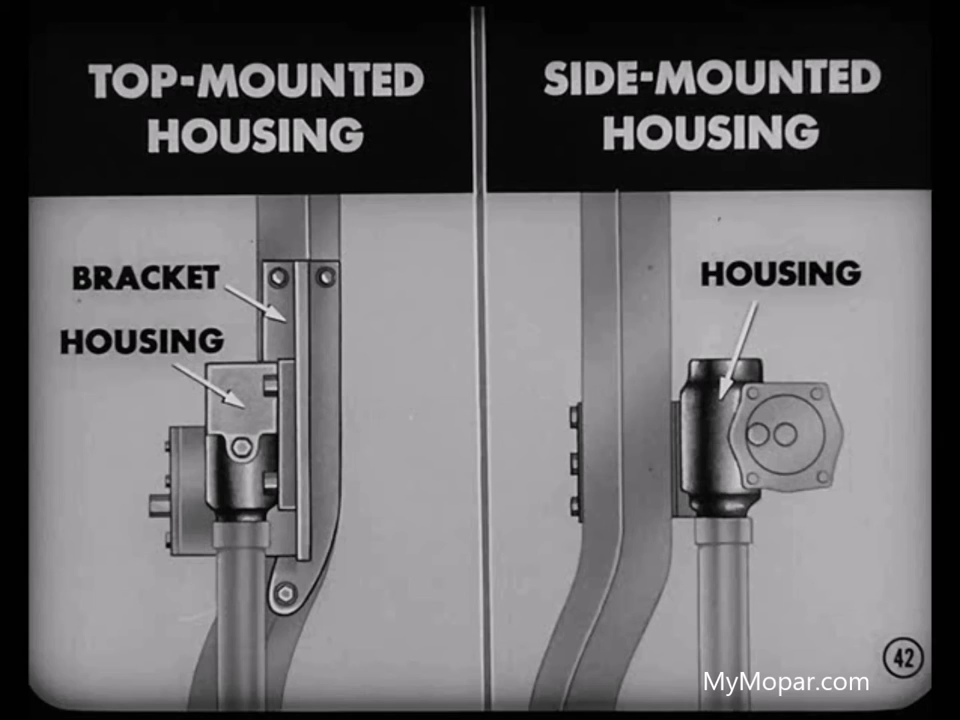 TOP-MOUNTED
HOUSING
SIDE-MOUNTED
HOUSING
BRACKET
HOUSING
HOUSING
42
MyMopar.com